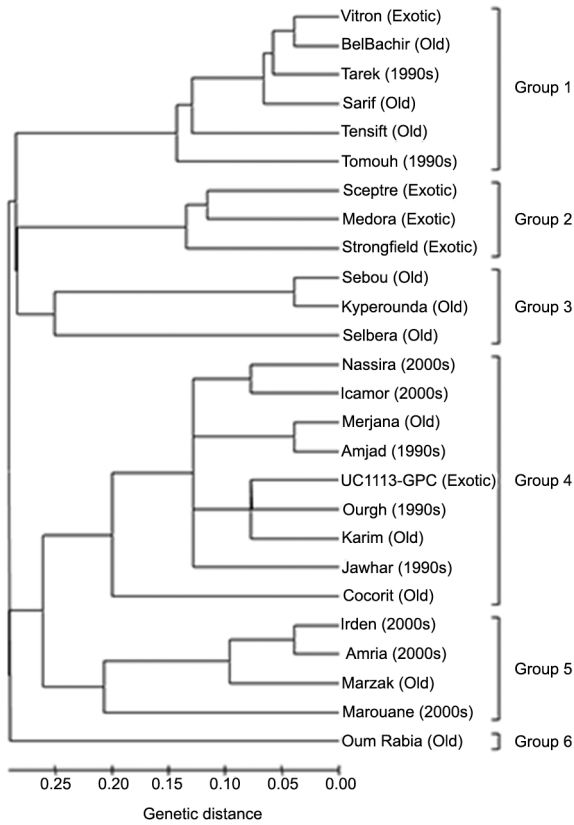 Vitron (Exotic)
BelBachir (Old)
Tarek (1990s)
Group 1
Sarif (Old)
Tensift (Old)
Tomouh (1990s)
Sceptre (Exotic)
Medora (Exotic)
Group 2
Strongfield (Exotic)
Sebou (Old)
Kyperounda (Old)
Group 3
Selbera (Old)
Nassira (2000s)
Icamor (2000s)
Merjana (Old)
Amjad (1990s)
UC1113-GPC (Exotic)
Group 4
Ourgh (1990s)
Karim (Old)
Jawhar (1990s)
Cocorit (Old)
Irden (2000s)
Amria (2000s)
Group 5
Marzak (Old)
Marouane (2000s)
Oum Rabia (Old)
Group 6
0.25 0.20 0.15 0.10 0.05 0.00
Genetic distance